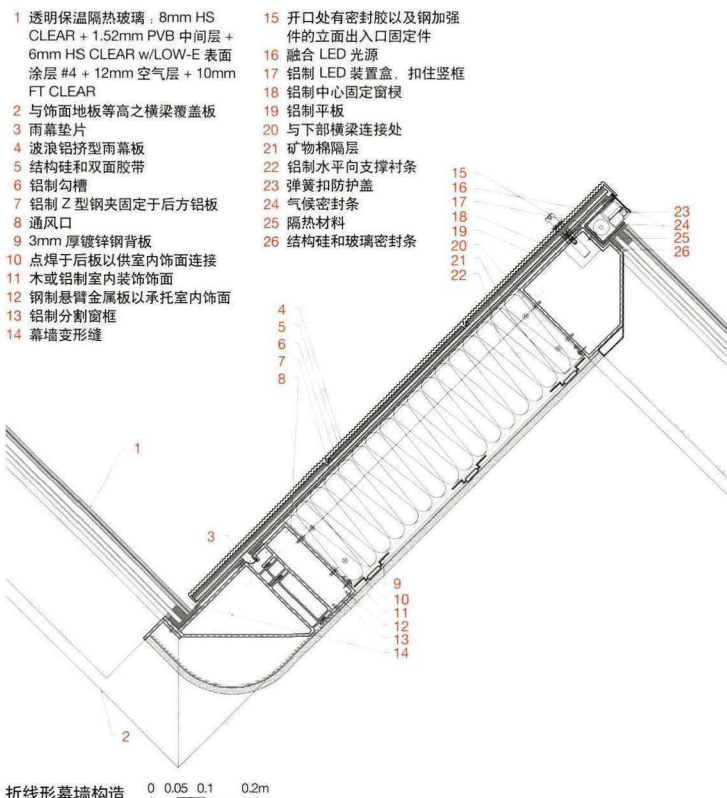 1 透明保温隔热玻璃：8mm HS
CLEAR + 1.52mm PVB 中间层 +
6mm HS CLEAR w/LOW-E 表面
涂层 #4 + 12mm 空气层 + 10mm
FT CLEAR
2 与饰面地板等高之横梁覆盖板
3 雨幕垫片
4 波浪铝挤型雨幕板
5 结构硅和双面胶带
6 铝制勾槽
7 铝制 Z 型钢夹固定于后方铝板
8 通风口
9 3mm 厚镀锌钢背板
10 点焊于后板以供室内饰面连接
11 木或铝制室内装饰饰面
12 钢制悬臂金属板以承托室内饰面
13 铝制分割窗框
14 幕墙变形缝
15 开口处有密封胶以及钢加强
件的立面出入口固定件
16 融合 LED 光源
17 铝制 LED 装置盒，扣住竖框
18 铝制中心固定窗棂
19 铝制平板
20 与下部横梁连接处
21 矿物棉隔层
22 铝制水平向支撑衬条
23 弹簧扣防护盖
24 气候密封条
25 隔热材料
26 结构硅和玻璃密封条
15
16
17
18
19
20
21
22
23
24
25
26
4
5
6
7
8
1
3
9
10
11
12
13
14
2
折线形幕墙构造 0 0.05 0.1 0.2m